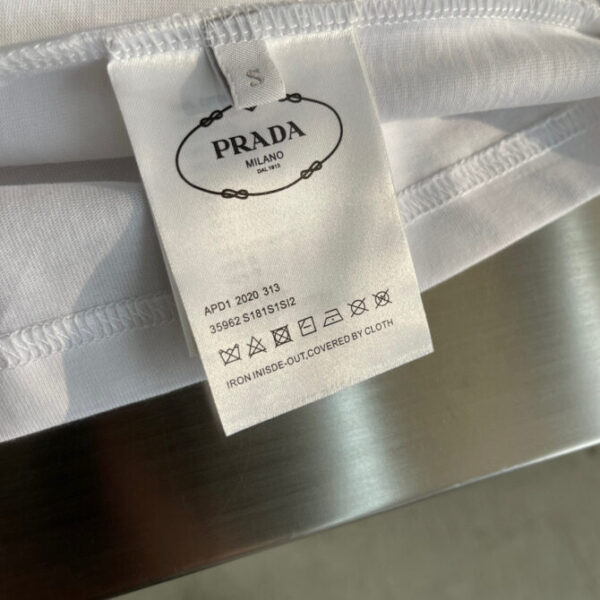 S
PRADA
MILANO
DAL 1913
APD1 2020 313
35962 S181S1SI2
IRON INISDE-OUT,COVERED BY CLOTH